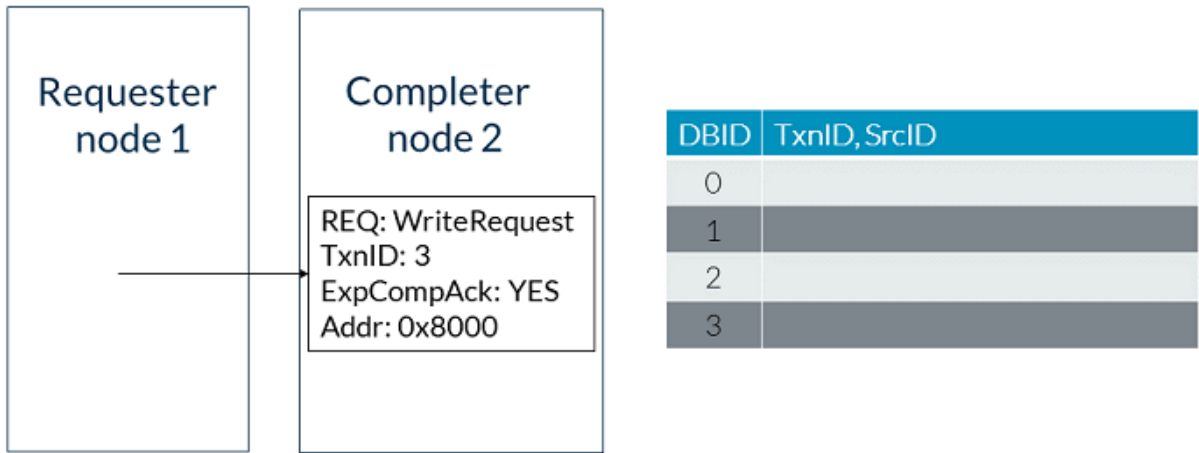 Requester
node 1
Completer
node 2
REQ: WriteRequest
TxnID: 3
ExpCompAck: YES
Addr: 0x8000
DBID TxnID, SrcID
0
1
2
3